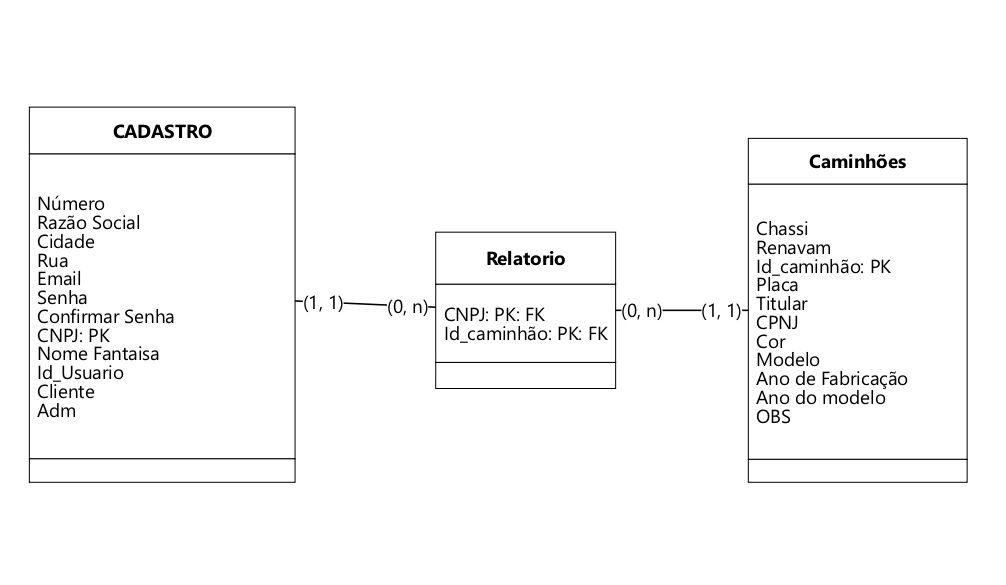 CADASTRO
Número
Razão Social
Cidade
Rua
Email
Senha
Confirmar Senha
CNPJ: PK
Nome Fantaisa
Id_Usuario
Cliente
Adm
(1, 1)
(0, n)
Relatorio
CNPJ: PK: FK
Id_caminhão: PK: FK
(0, n)
(1, 1)
Caminhões
Chassi
Renavam
Id_caminhão: PK
Placa
Titular
CPNJ
Cor
Modelo
Ano de Fabricação
Ano do modelo
OBS